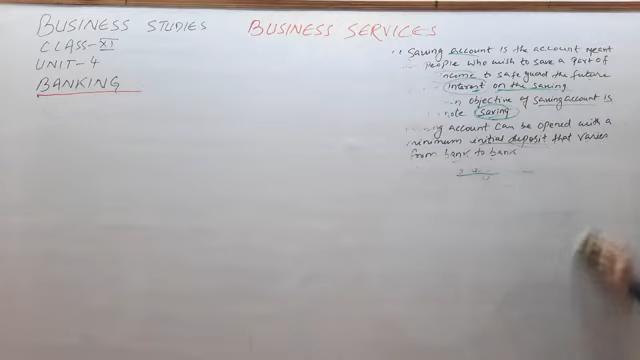 BUSINESS STUDIES
CLASS-XI
UNIT-4
BANKING
BUSINESS SERVICES
Saving account is the account meant
people who wish to save a part of
income to safe guard the future
interest on the saving
objective of saving account is
saving
account can be opened with a
minimum initial deposit that varies
from bank to bank